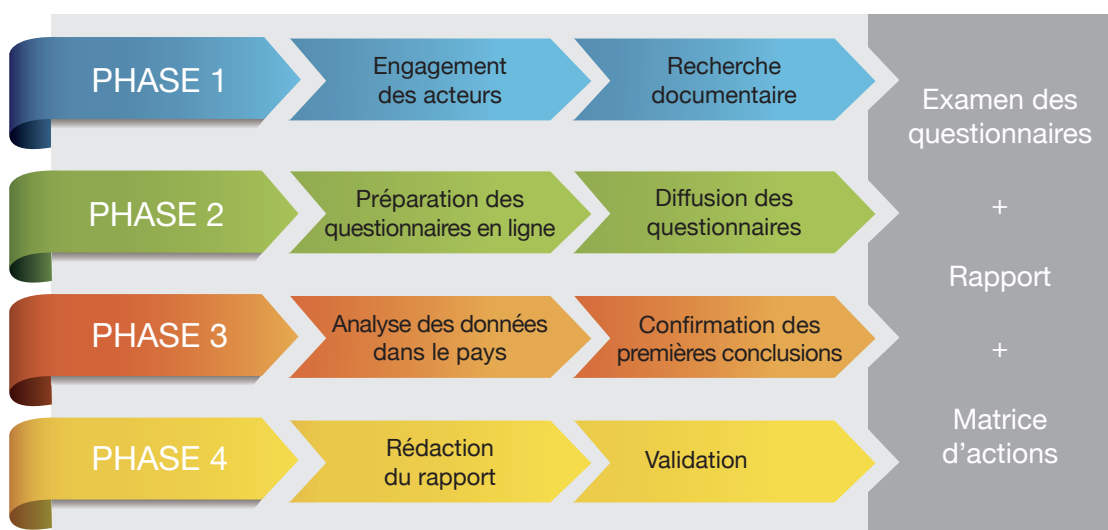 PHASE 1
Engagement
des acteurs
Recherche
documentaire
PHASE 2
Préparation des
questionnaires en ligne
Diffusion des
questionnaires
PHASE 3
Analyse des données
dans le pays
Confirmation des
premières conclusions
PHASE 4
Rédaction
du rapport
Validation
Examen des
questionnaires
+
Rapport
+
Matrice
d’actions